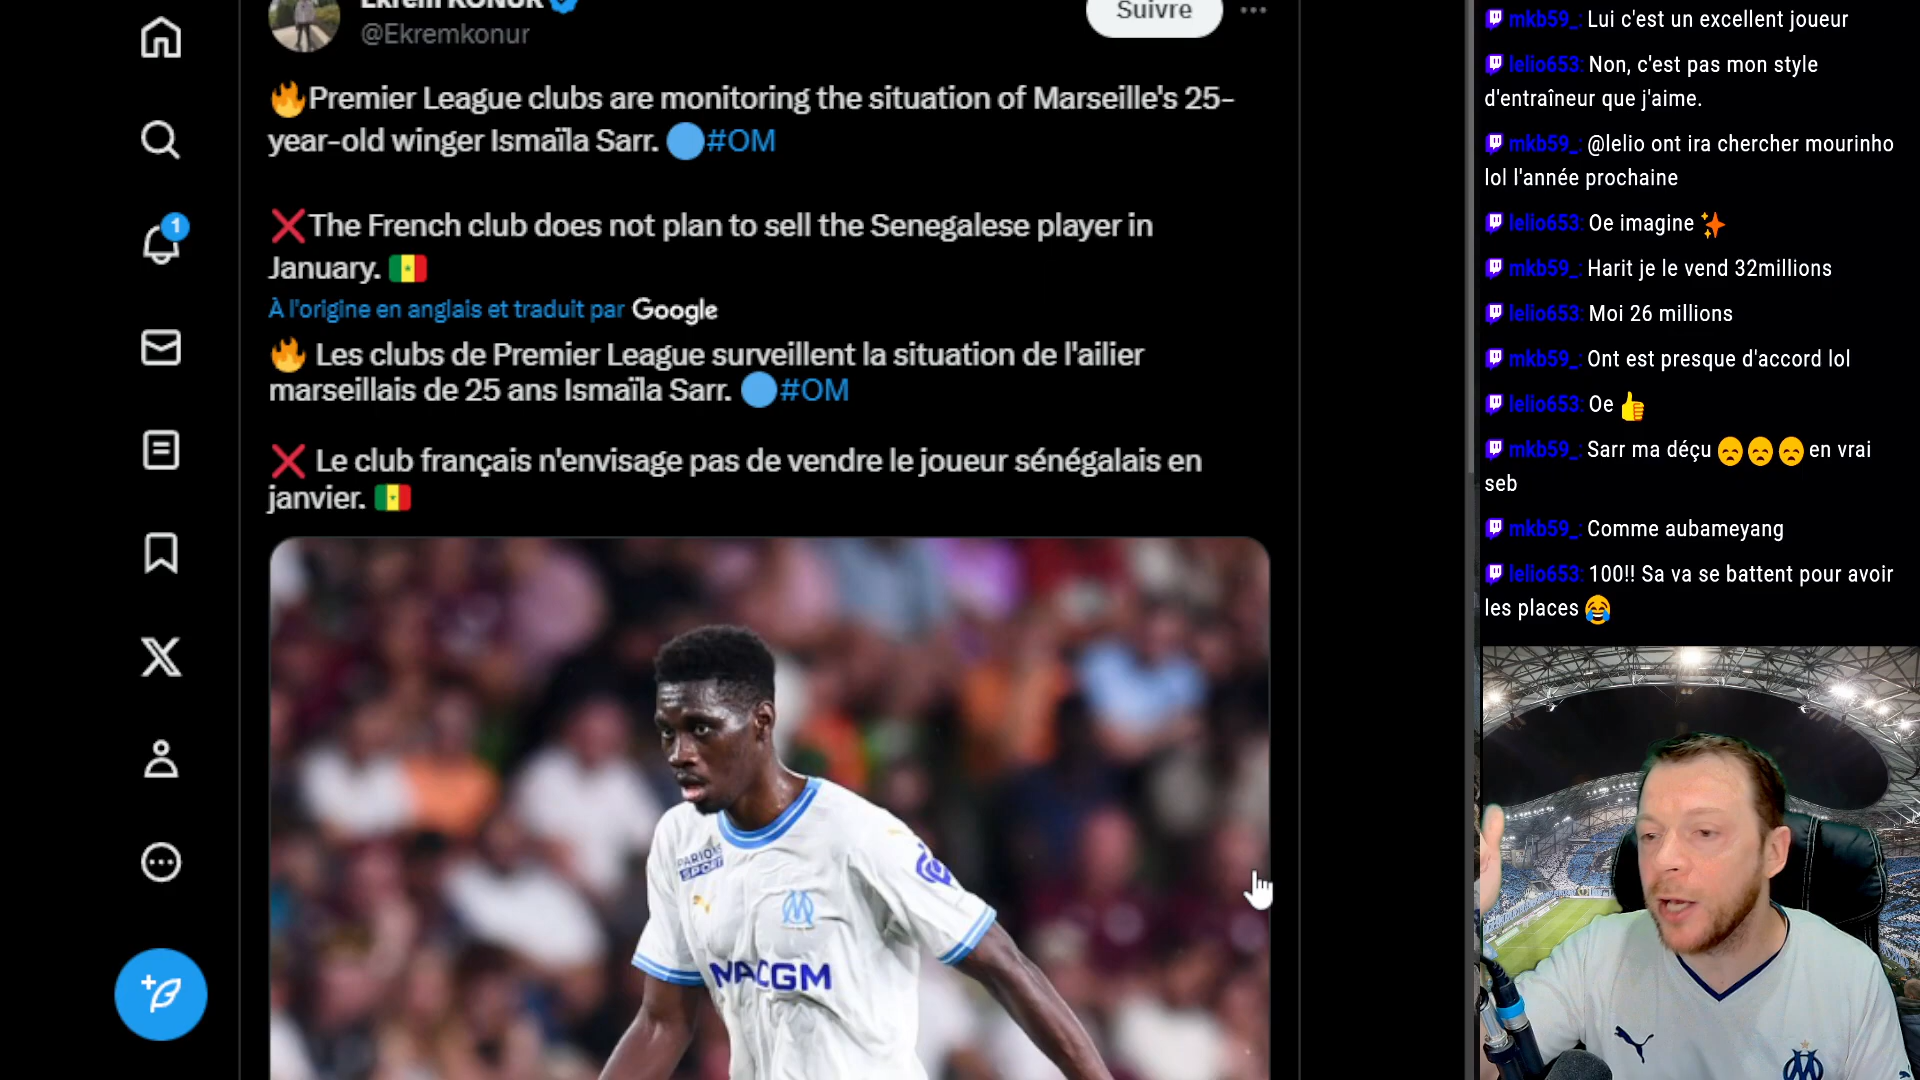 Ekrem KONUR
@Ekremkonur
Suivre
🔥Premier League clubs are monitoring the situation of Marseille's 25-
year-old winger Ismaïla Sarr. 🔵#OM
❌The French club does not plan to sell the Senegalese player in
January. 🇸🇳
À l'origine en anglais et traduit par Google
🔥 Les clubs de Premier League surveillent la situation de l'ailier
marseillais de 25 ans Ismaïla Sarr. 🔵#OM
❌ Le club français n'envisage pas de vendre le joueur sénégalais en
janvier. 🇸🇳
1
PARIONS
SPORT
CMA CGM
mkb59_: Lui c'est un excellent joueur
lelio653: Non, c'est pas mon style
d'entraîneur que j'aime.
mkb59_: @lelio ont ira chercher mourinho
lol l'année prochaine
lelio653: Oe imagine ✨
mkb59_: Harit je le vend 32millions
lelio653: Moi 26 millions
mkb59_: Ont est presque d'accord lol
lelio653: Oe 👍
mkb59_: Sarr ma déçu 😞😞😞 en vrai
seb
mkb59_: Comme aubameyang
lelio653: 100!! Sa va se battent pour avoir
les places 😂